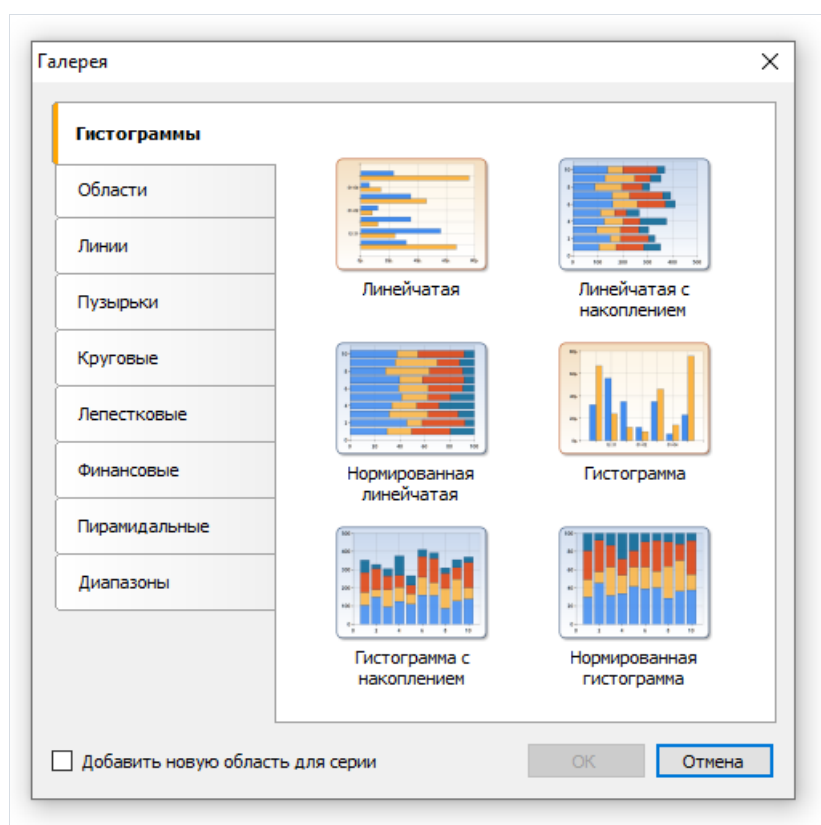 Галерея
Гистограммы
Области
Линии
Пузырьки
Круговые
Лепестковые
Финансовые
Пирамидальные
Диапазоны
Линейчатая
Линейчатая с
накоплением
Нормированная
линейчатая
Гистограмма
Гистограмма с
накоплением
Нормированная
гистограмма
Добавить новую область для серии
OK
Отмена